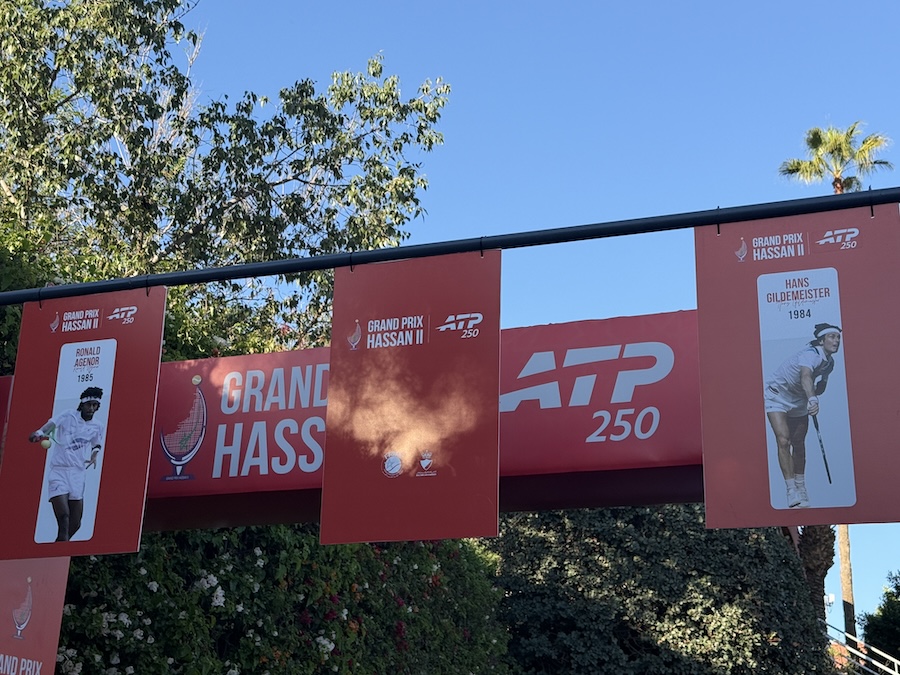 GRAND PRIX
HASSAN II
ATP
250
RONALD
AGENOR
1985
GRAND
HASS
GRAND PRIX
HASSAN II
ATP
250
ATP
250
GRAND PRIX
HASSAN II
ATP
250
HANS
GILDEMEISTER
1984
AND PRIX